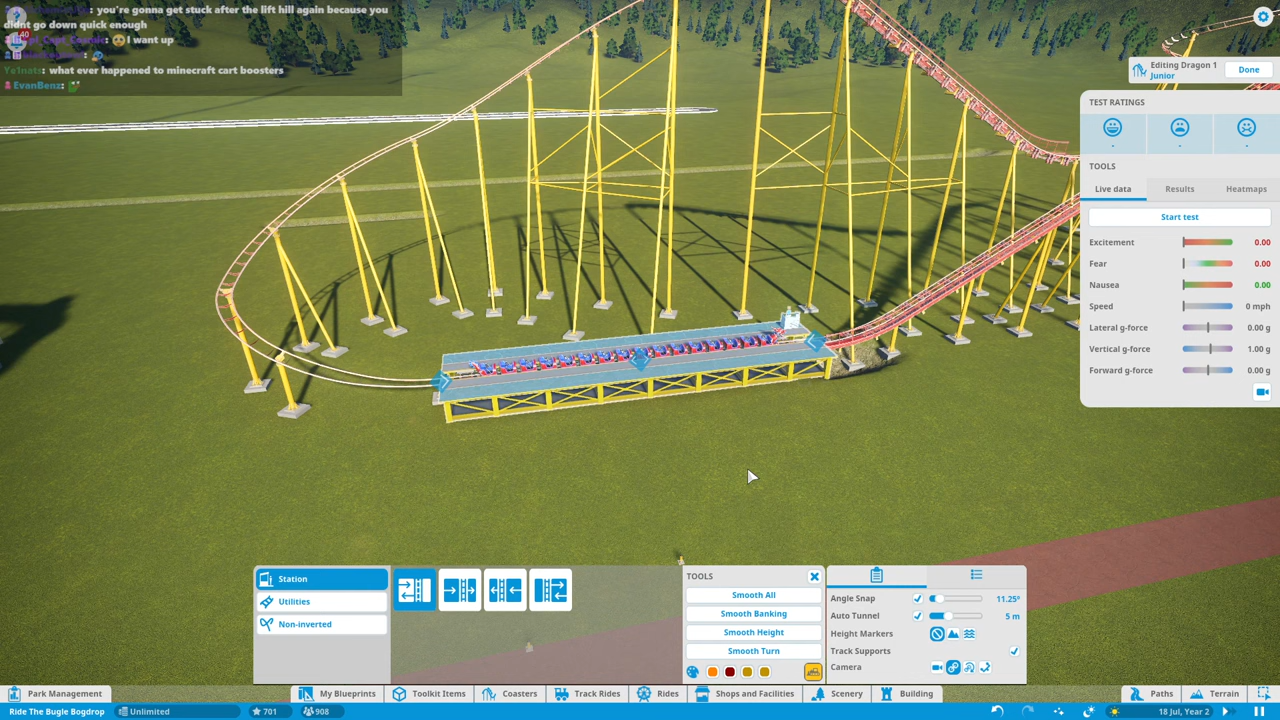 : you're gonna get stuck after the lift hill again because you
didnt go down quick enough
: I want up
Ye1nats: what ever happened to minecraft cart boosters
EvanBenz:
Editing Dragon 1
Junior
Done
TEST RATINGS
- - -
TOOLS
Live data Results Heatmaps
Start test
Excitement 0.00
Fear 0.00
Nausea 0.00
Speed 0 mph
Lateral g-force 0.00 g
Vertical g-force 1.00 g
Forward g-force 0.00 g
Station
Utilities
Non-inverted
TOOLS
Smooth All
Smooth Banking
Smooth Height
Smooth Turn
Angle Snap 11.25°
Auto Tunnel 5 m
Height Markers
Track Supports
Camera
Park Management My Blueprints Toolkit Items Coasters Track Rides Rides Shops and Facilities Scenery Building Paths Terrain
Ride The Bugle Bogdrop Unlimited 701 908 18 Jul, Year 2